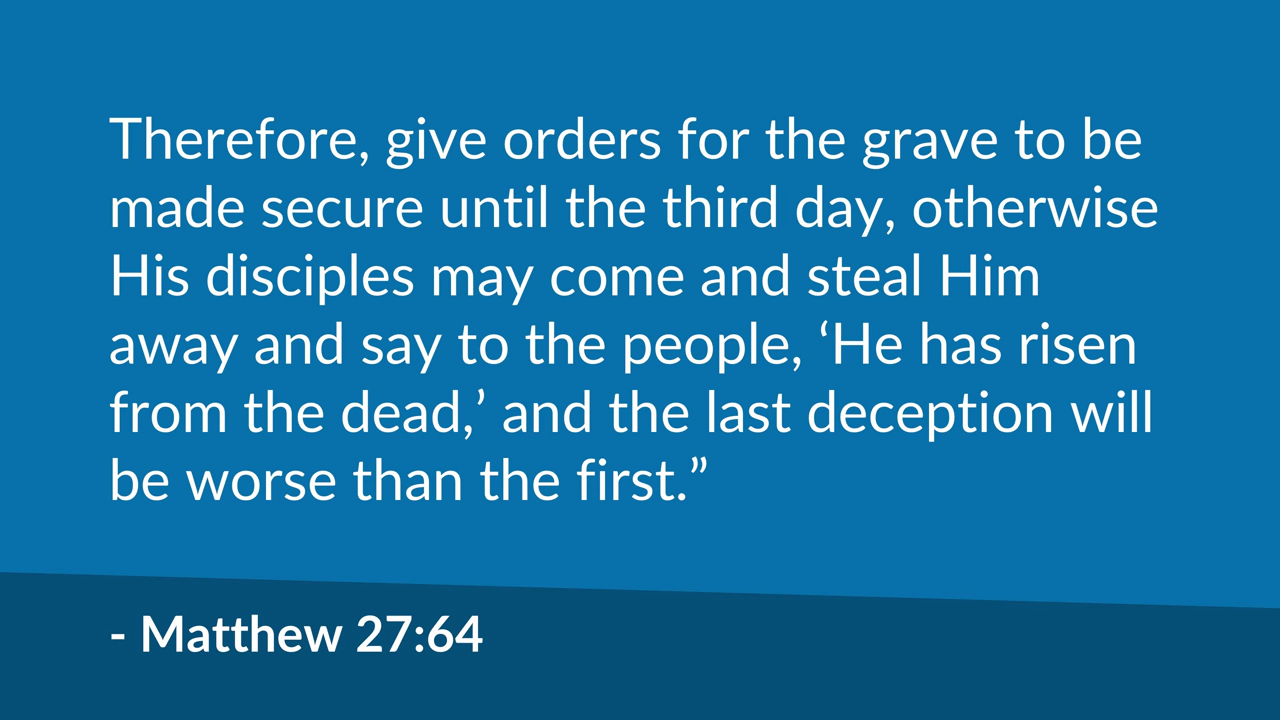 Therefore, give orders for the grave to be
made secure until the third day, otherwise
His disciples may come and steal Him
away and say to the people, ‘He has risen
from the dead,’ and the last deception will
be worse than the first.”
- Matthew 27:64